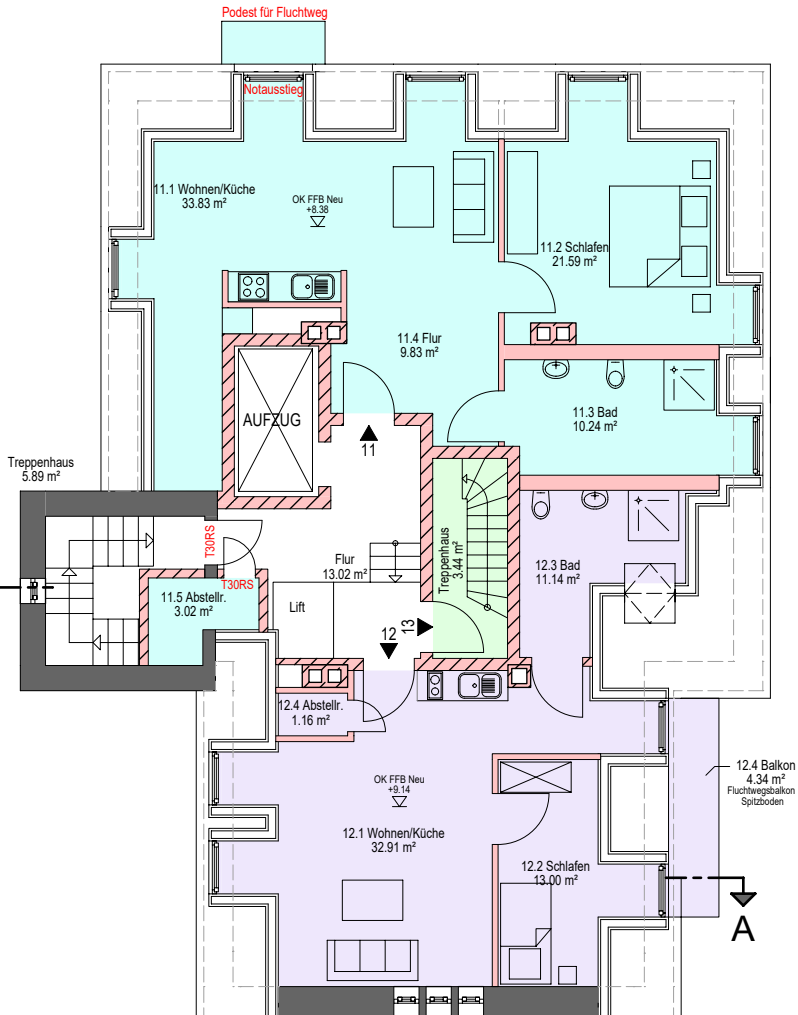 Podest für Fluchtweg
Notausstieg
11.1 Wohnen/Küche
33.83 m²
OK FFB Neu
+8.38
11.2 Schlafen
21.59 m²
11.4 Flur
9.83 m²
11.3 Bad
10.24 m²
AUFZUG
11
Treppenhaus
5.89 m²
T30RS
T30RS
11.5 Abstellr.
3.02 m²
Flur
13.02 m²
Lift
Treppenhaus
3.44 m²
12
13
12.3 Bad
11.14 m²
12.4 Abstellr.
1.16 m²
OK FFB Neu
+9.14
12.1 Wohnen/Küche
32.91 m²
12.2 Schlafen
13.00 m²
12.4 Balkon
4.34 m²
Fluchtwegsbalkon
Spitzboden
A